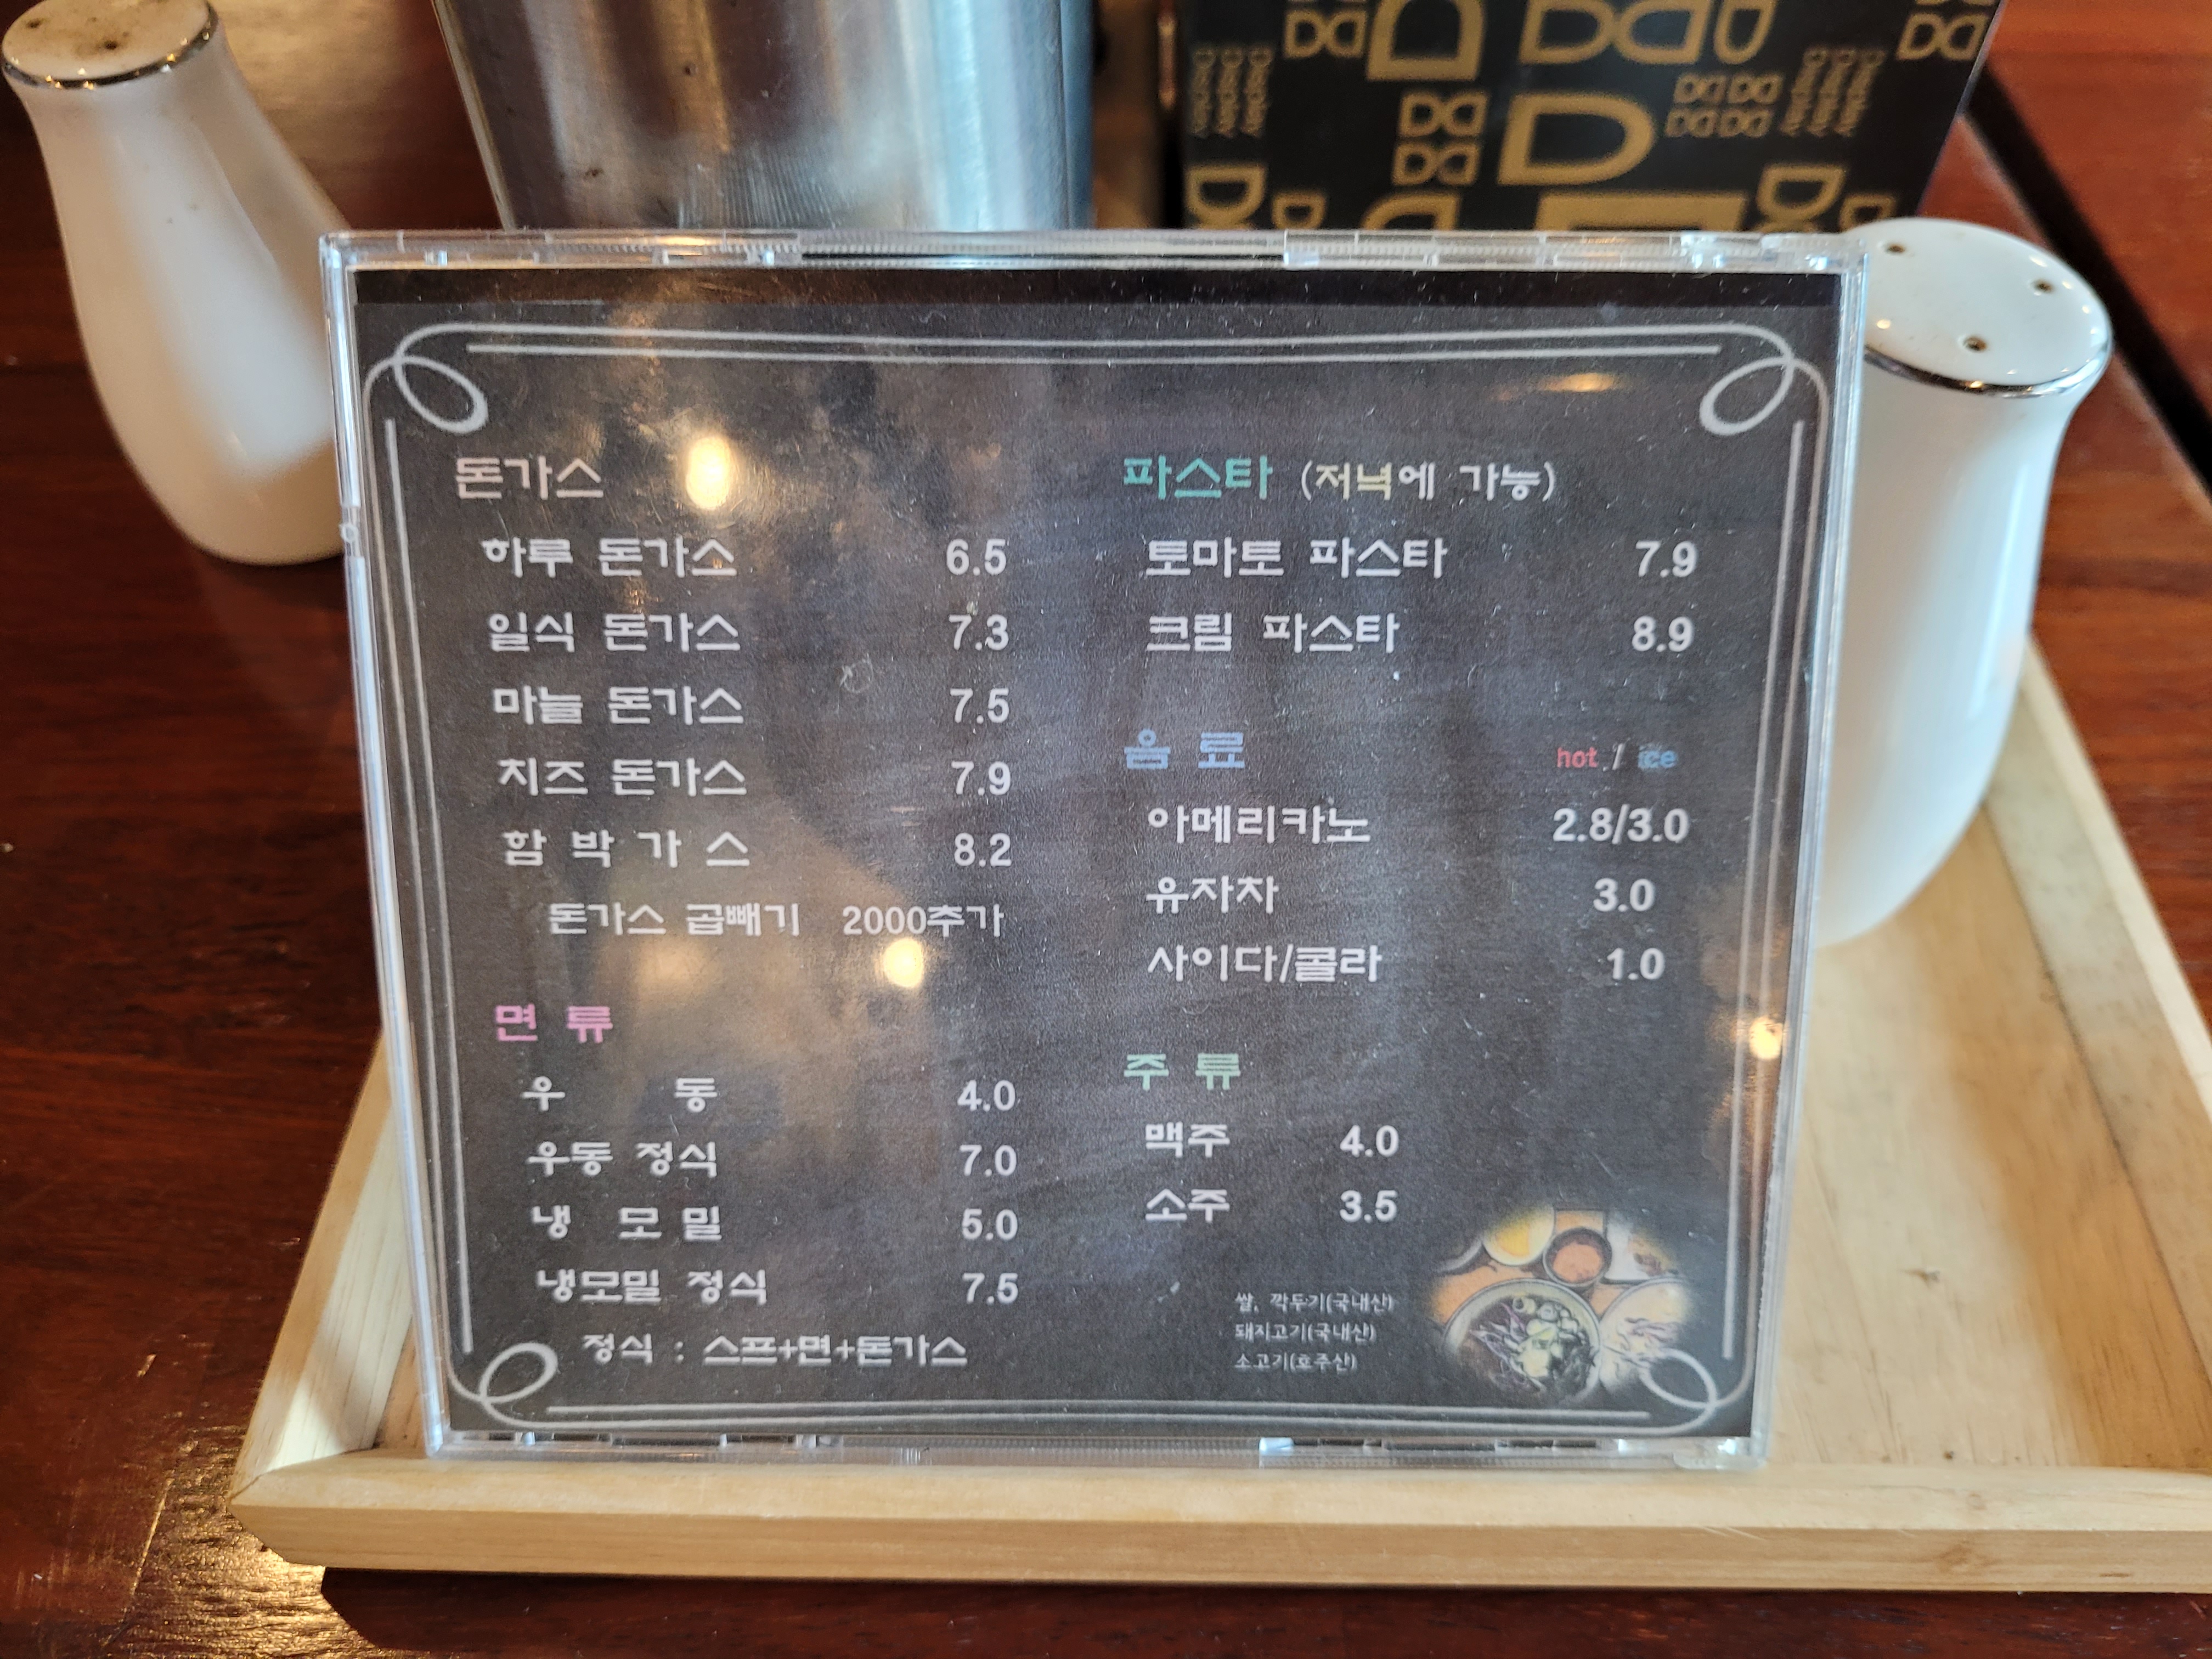 돈가스
하루 돈가스 6.5
일식 돈가스 7.3
마늘 돈가스 7.5
치즈 돈가스 7.9
함 박 가 스 8.2
돈가스 곱빼기 2000추가
면 류
우 동 4.0
우동 정식 7.0
냉 모 밀 5.0
냉모밀 정식 7.5
정식 : 스프+면+돈가스
파스타 (저녁에 가능)
토마토 파스타 7.9
크림 파스타 8.9
음 료 hot / ice
아메리카노 2.8/3.0
유자차 3.0
사이다/콜라 1.0
주 류
맥주 4.0
소주 3.5
쌀, 깍두기(국내산)
돼지고기(국내산)
소고기(호주산)